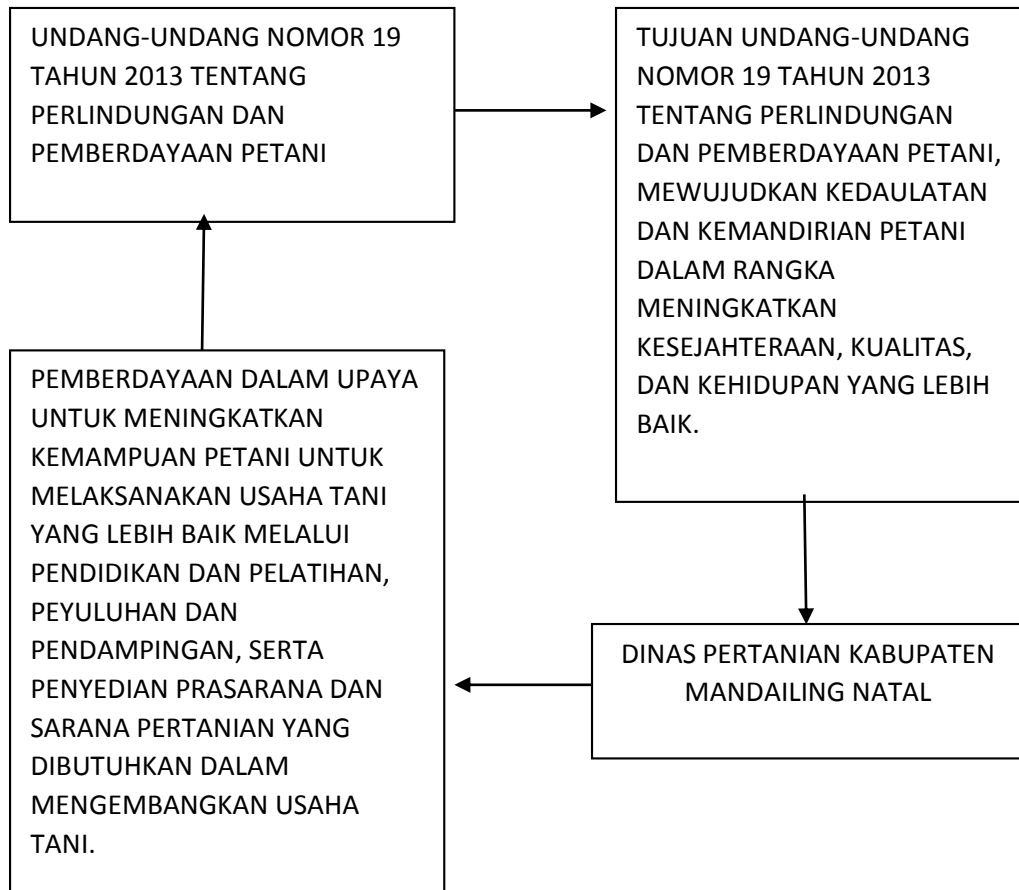 UNDANG-UNDANG NOMOR 19
TAHUN 2013 TENTANG
PERLINDUNGAN DAN
PEMBERDAYAAN PETANI
TUJUAN UNDANG-UNDANG
NOMOR 19 TAHUN 2013
TENTANG PERLINDUNGAN
DAN PEMBERDAYAAN PETANI,
MEWUJUDKAN KEDAULATAN
DAN KEMANDIRIAN PETANI
DALAM RANGKA
MENINGKATKAN
KESEJAHTERAAN, KUALITAS,
DAN KEHIDUPAN YANG LEBIH
BAIK.
DINAS PERTANIAN KABUPATEN
MANDAILING NATAL
PEMBERDAYAAN DALAM UPAYA
UNTUK MENINGKATKAN
KEMAMPUAN PETANI UNTUK
MELAKSANAKAN USAHA TANI
YANG LEBIH BAIK MELALUI
PENDIDIKAN DAN PELATIHAN,
PEYULUHAN DAN
PENDAMPINGAN, SERTA
PENYEDIAN PRASARANA DAN
SARANA PERTANIAN YANG
DIBUTUHKAN DALAM
MENGEMBANGKAN USAHA
TANI.